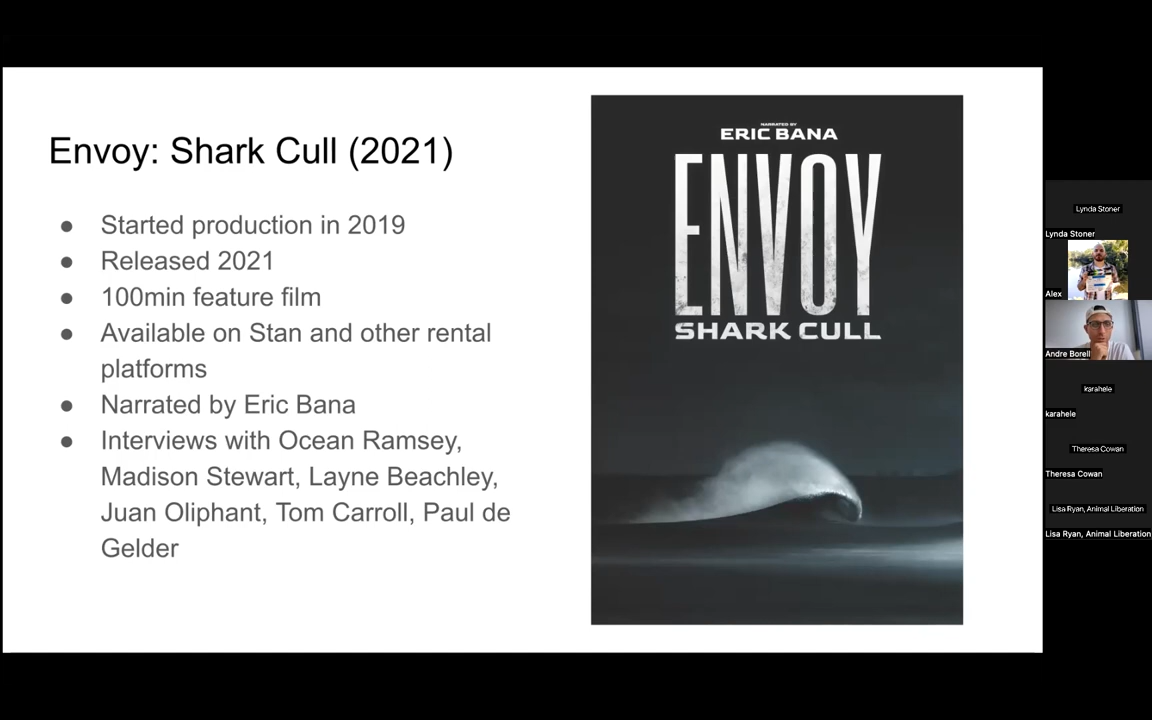 Envoy: Shark Cull (2021)
● Started production in 2019
● Released 2021
● 100min feature film
● Available on Stan and other rental
platforms
● Narrated by Eric Bana
● Interviews with Ocean Ramsey,
Madison Stewart, Layne Beachley,
Juan Oliphant, Tom Carroll, Paul de
Gelder
NARRATED BY
ERIC BANA
ENVOY
SHARK CULL
Lynda Stoner
Lynda Stoner
Alex
Andre Borell
karahele
karahele
Theresa Cowan
Theresa Cowan
Lisa Ryan, Animal Liberation
Lisa Ryan, Animal Liberation